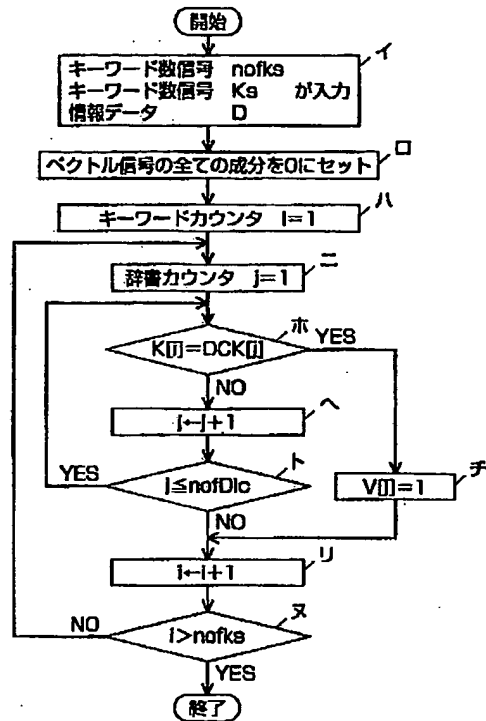 開始
イ
キーワード数信号 nofks
キーワード数信号 Ks が入力
情報データ D
ロ
ベクトル信号の全ての成分を0にセット
ハ
キーワードカウンタ i=1
ニ
辞書カウンタ j=1
ホ
K[i]=DCK[j]
YES
NO
ヘ
j←j+1
ト
YES
j≦nofDic
チ
V[j]=1
NO
リ
i←i+1
ヌ
NO
i>nofks
YES
終了